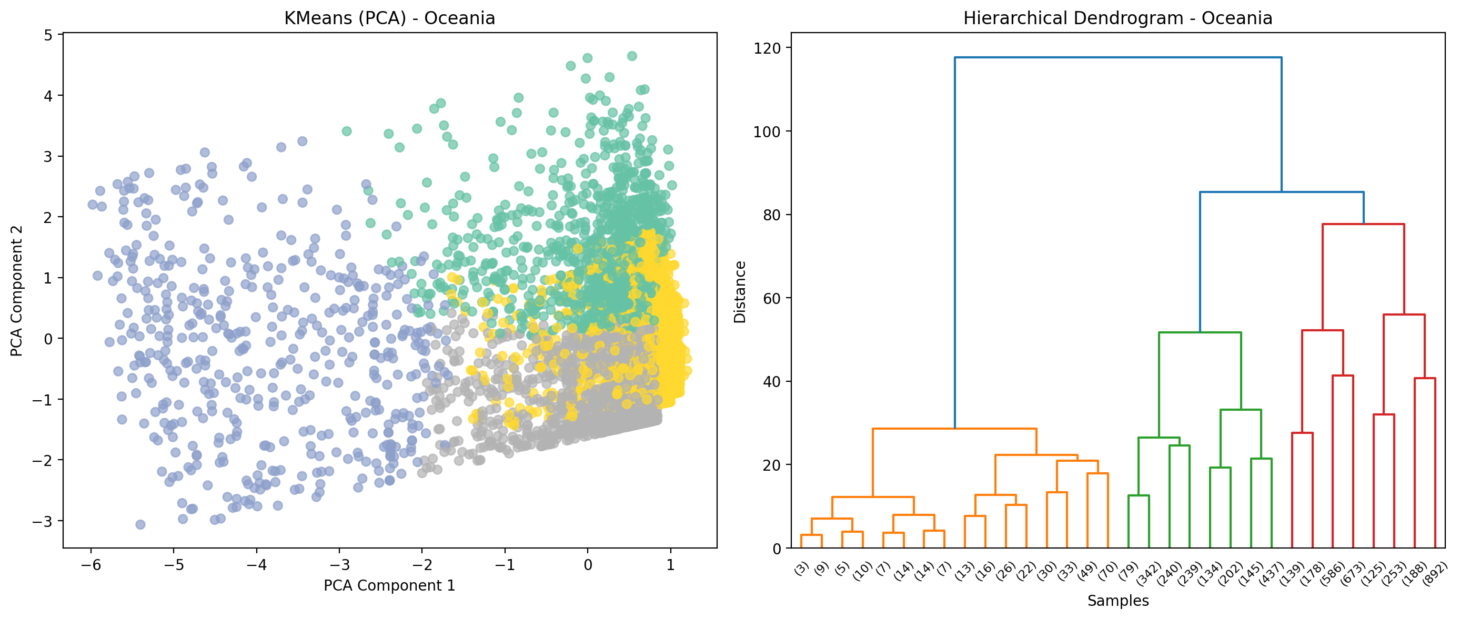 KMeans (PCA) - Oceania
5
4
3
2
1
0
−1
−2
−3
PCA Component 2
−6 −5 −4 −3 −2 −1 0 1
PCA Component 1
Hierarchical Dendrogram - Oceania
120
100
80
60
40
20
0
Distance
(3) (9) (5) (10) (7) (14) (14) (7) (13) (16) (26) (22) (30) (33) (49) (70) (79) (342) (240) (239) (134) (202) (145) (437) (139) (178) (586) (673) (125) (253) (188) (892)
Samples